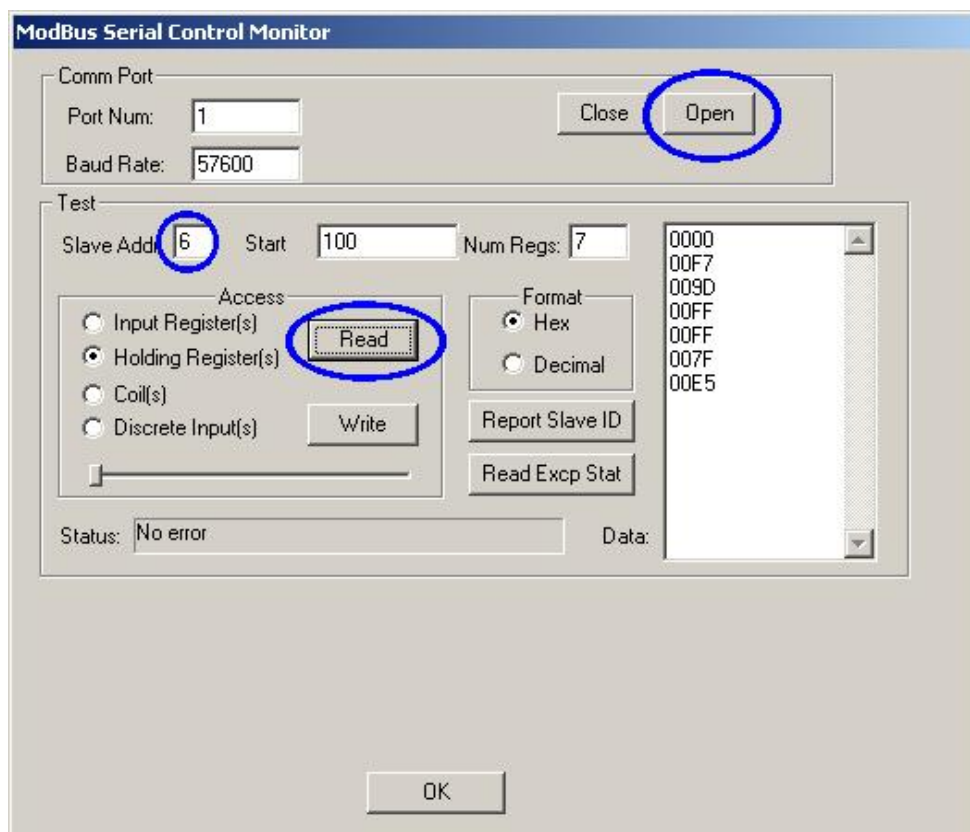 ModBus Serial Control Monitor
Comm Port
Port Num: 1
Close Open
Baud Rate: 57600
Test
Slave Addr 6 Start 100 Num Regs: 7
0000
00F7
009D
00FF
00FF
007F
00E5
Access
Input Register(s)
Holding Register(s)
Coil(s)
Discrete Input(s)
Read
Write
Format
Hex
Decimal
Report Slave ID
Read Excp Stat
Status: No error
Data:
OK